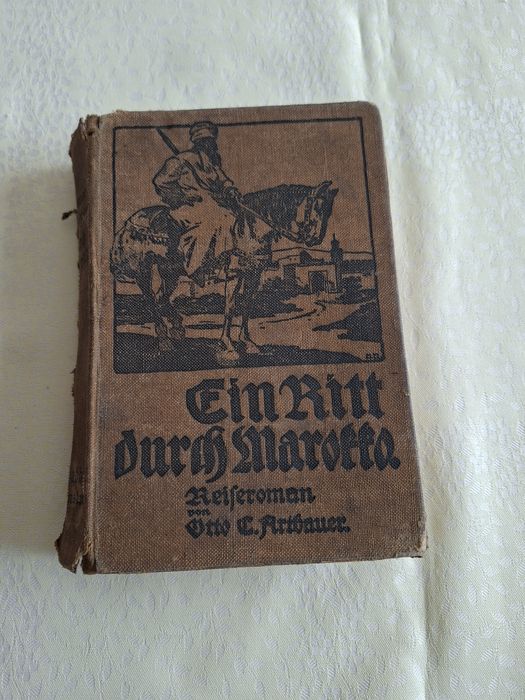 Ein Ritt
durch Marokko.
Reiseroman
von
Otto C. Artbauer.